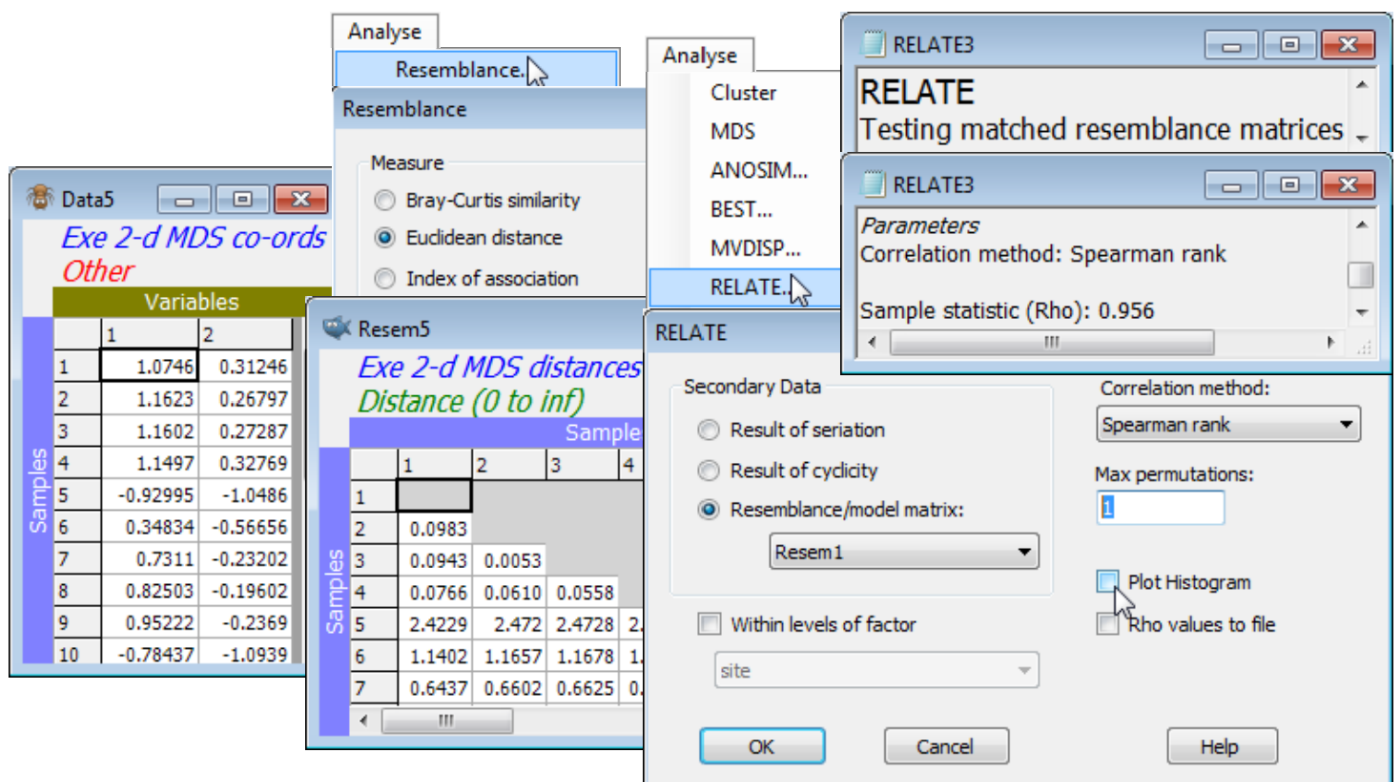 Data5
Exe 2-d MDS co-ords
Other
Variables
Samples
1 2
1 1.0746 0.31246
2 1.1623 0.26797
3 1.1602 0.27287
4 1.1497 0.32769
5 -0.92995 -1.0486
6 0.34834 -0.56656
7 0.7311 -0.23202
8 0.82503 -0.19602
9 0.95222 -0.2369
10 -0.78437 -1.0939
Analyse
Resemblance..
Resemblance
Measure
Bray-Curtis similarity
Euclidean distance
Index of association
Resem5
Exe 2-d MDS distances
Distance (0 to inf)
Sample
Samples
1 2 3 4
1
2 0.0983
3 0.0943 0.0053
4 0.0766 0.0610 0.0558
5 2.4229 2.472 2.4728 2.
6 1.1402 1.1657 1.1678 1.
7 0.6437 0.6602 0.6625 0.
Analyse
Cluster
MDS
ANOSIM...
BEST...
MVDISP...
RELATE..
RELATE
Secondary Data
Result of seriation
Result of cyclicity
Resemblance/model matrix:
Resem1
Within levels of factor
site
Correlation method:
Spearman rank
Max permutations:
1
Plot Histogram
Rho values to file
OK
Cancel
Help
RELATE3
RELATE
Testing matched resemblance matrices
RELATE3
Parameters
Correlation method: Spearman rank
Sample statistic (Rho): 0.956